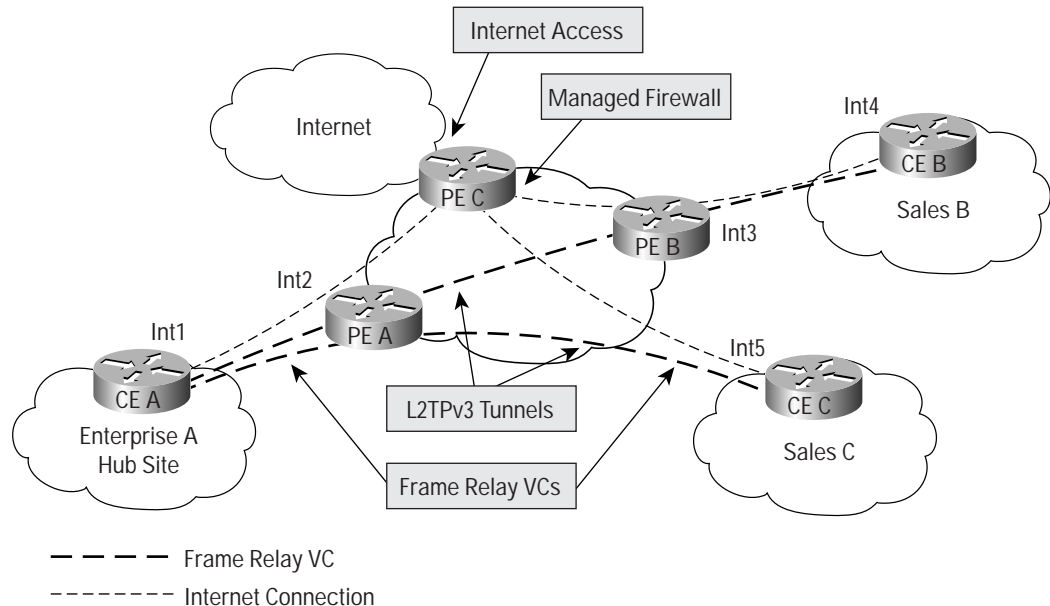 Internet Access
Managed Firewall
Internet
Int4
CE B
PE C
Sales B
PE B
Int3
Int2
PE A
Int1
Int5
CE A
CE C
L2TPv3 Tunnels
Enterprise A
Hub Site
Sales C
Frame Relay VCs
Frame Relay VC
Internet Connection